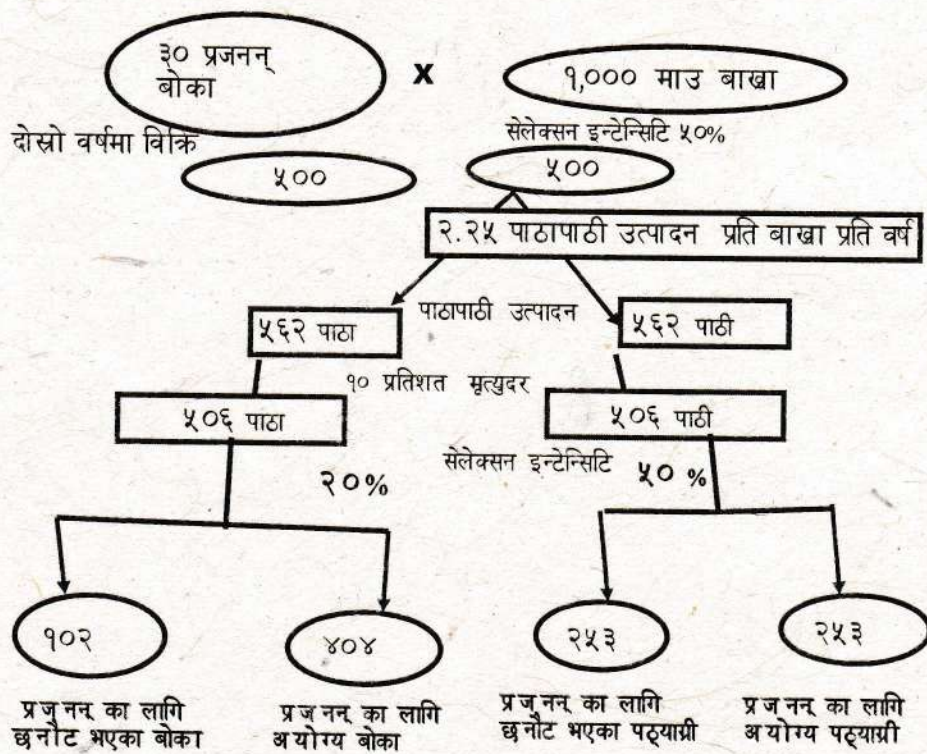 ३० प्रजनन्
बोका
X
१,००० माउ बाख्रा
दोस्रो वर्षमा विक्रि
सेलेक्सन इन्टेन्सिटि ५०%
५००
५००
२.२५ पाठापाठी उत्पादन प्रति बाख्रा प्रति वर्ष
५६२ पाठा
पाठापाठी उत्पादन
५६२ पाठी
१० प्रतिशत मृत्युदर
५०६ पाठा
५०६ पाठी
सेलेक्सन इन्टेन्सिटि
२०%
५० %
१०२
४०४
२५३
२५३
प्रजनन् का लागि
छनौट भएका बोका
प्रजनन् का लागि
अयोग्य बोका
प्रजनन् का लागि
छनौट भएका पठ्याग्री
प्रजनन् का लागि
अयोग्य पठ्याग्री